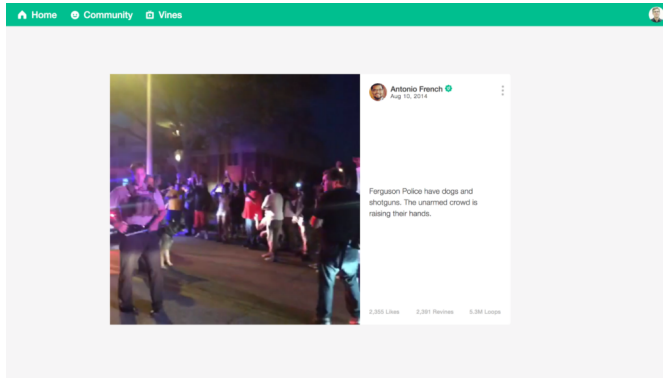 Home Community Vines
Antonio French
Aug 10, 2014
Ferguson Police have dogs and
shotguns. The unarmed crowd is
raising their hands.
2,355 Likes 2,391 Revines 5.3M Loops